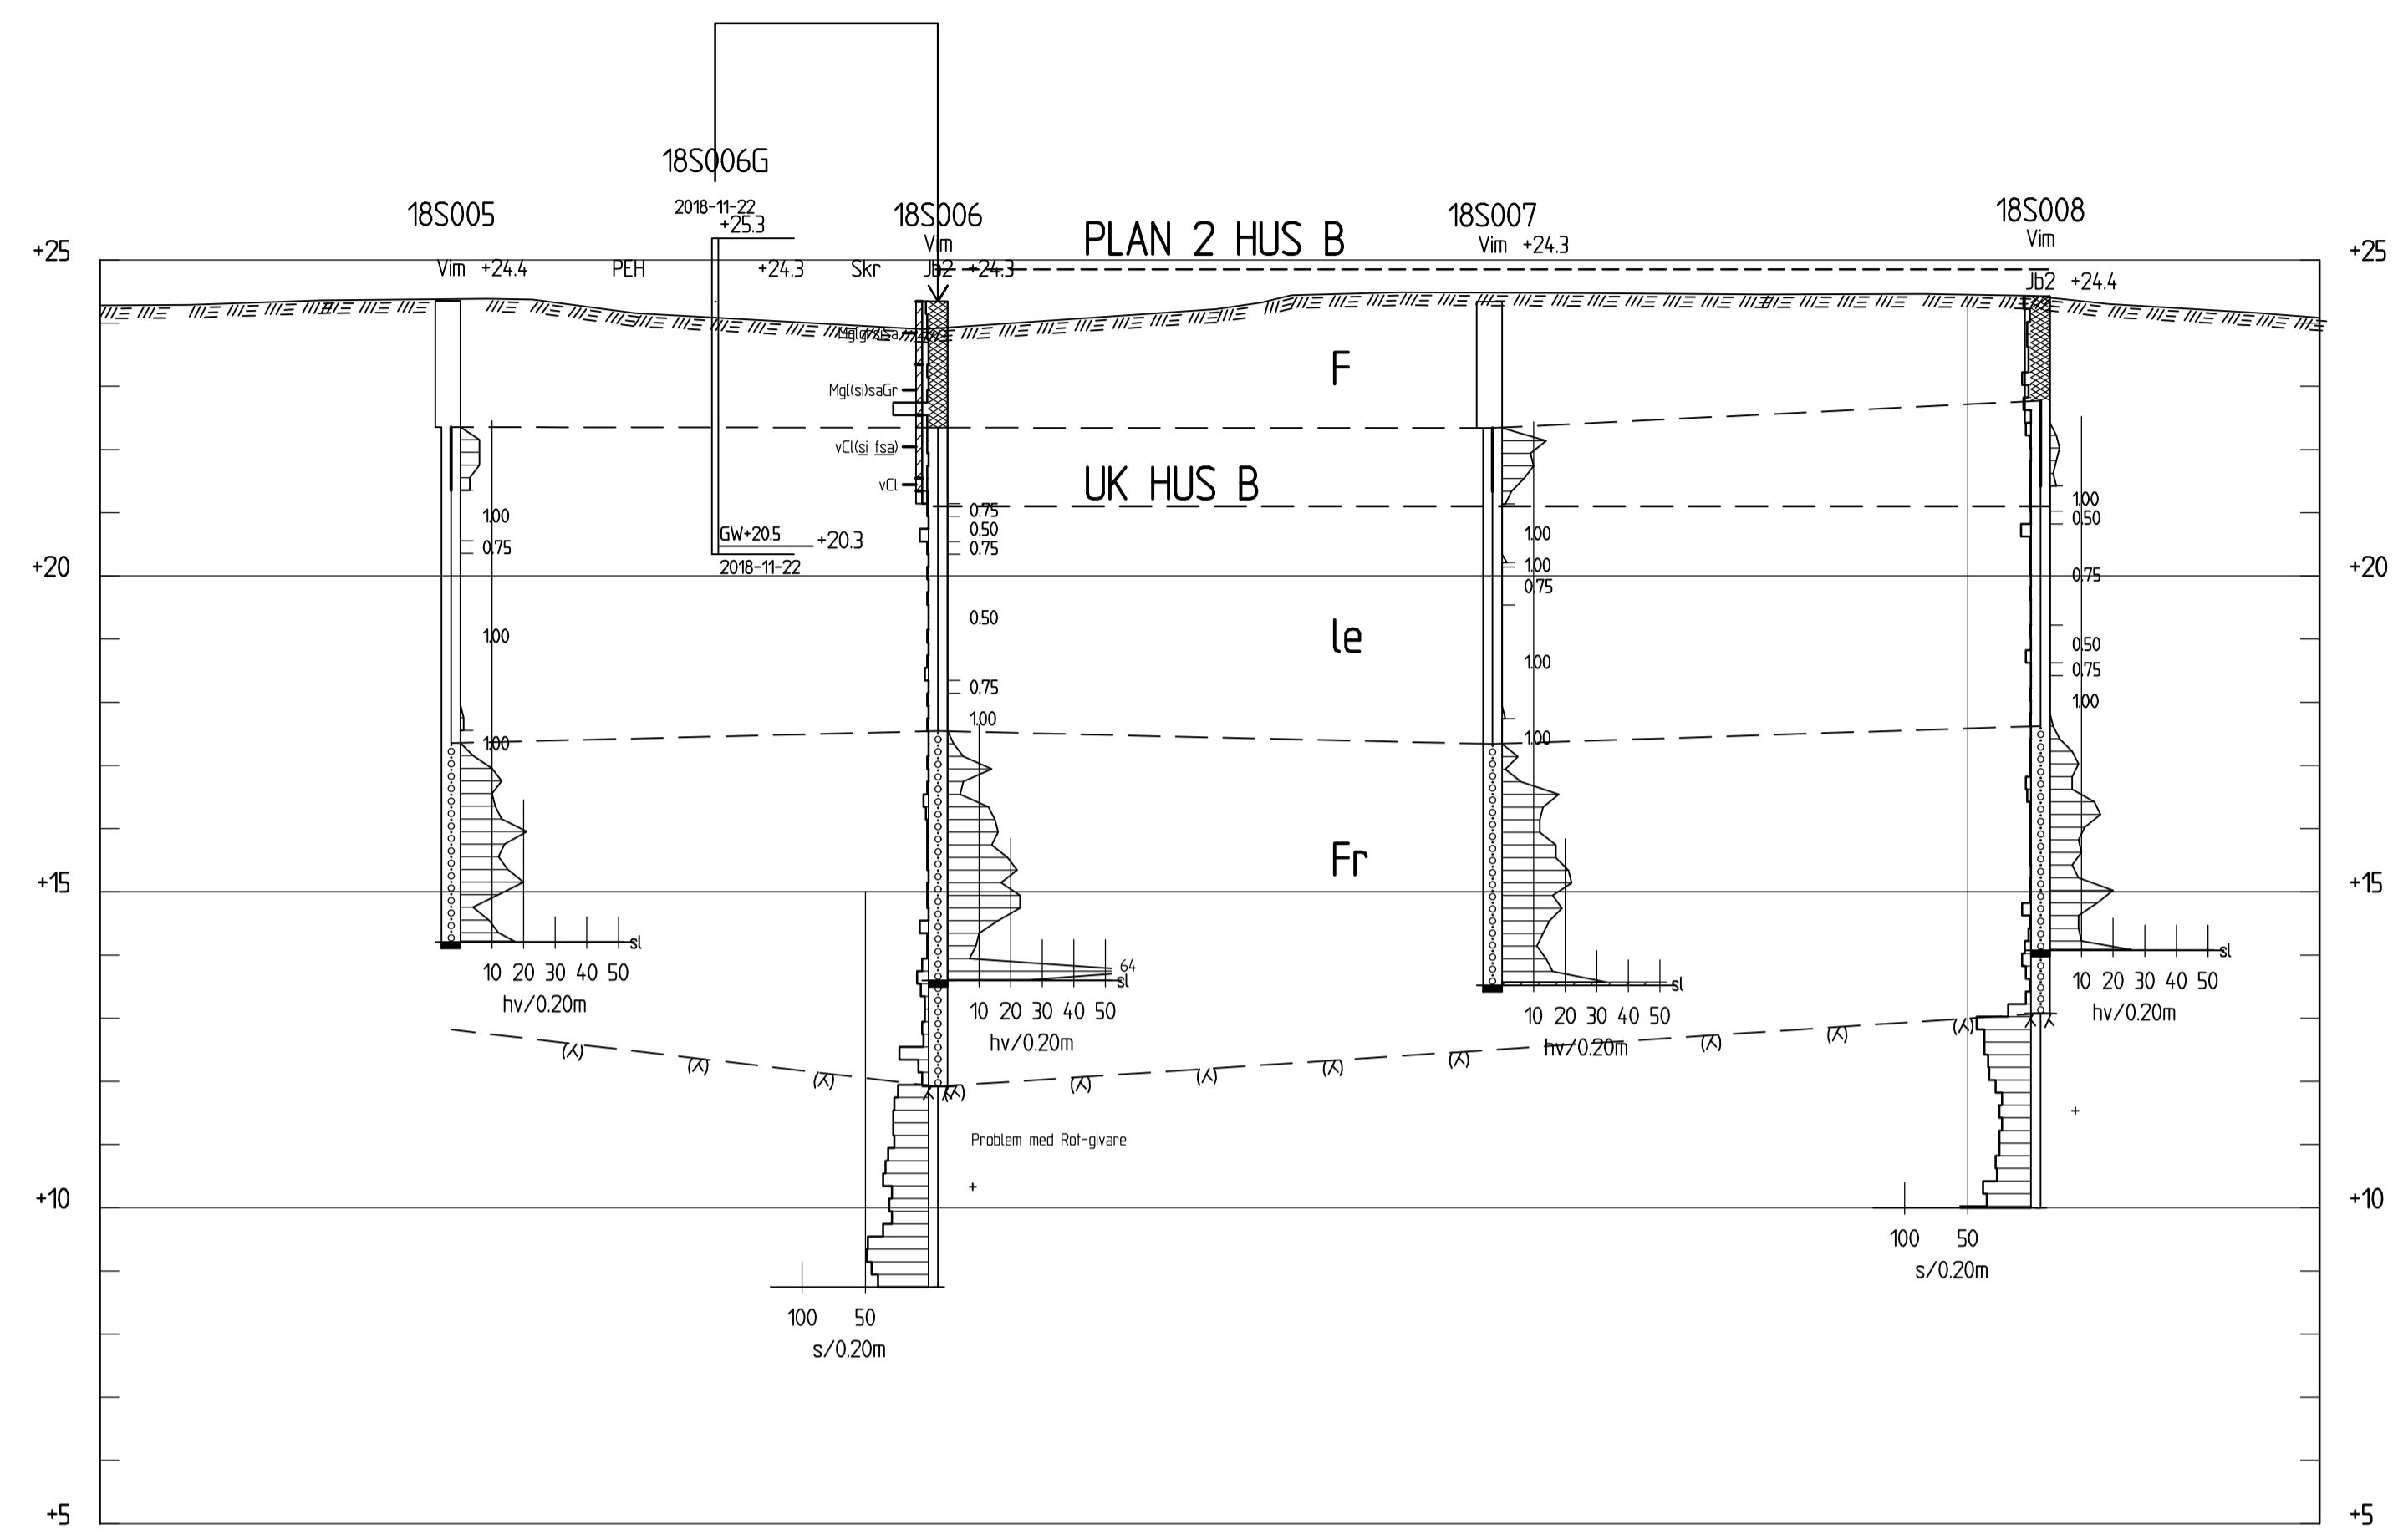 18S006G
2018-11-22
+25.3
18S005
18S006
Vim
PLAN 2 HUS B
18S007
Vim +24.3
18S008
Vim
+25
+25
Vim +24.4
PEH
+24.3
Skr
Jb2 +24.3
Jb2 +24.4
F
Mg[(si)saGr
vCl(si fsa)
vCl
UK HUS B
1.00
0.75
1.00
1.00
GW+20.5
+20.3
2018-11-22
0.75
0.50
0.75
0.50
0.75
1.00
1.00
1.00
0.75
1.00
1.00
1.00
0.50
0.75
0.50
0.75
1.00
+20
+20
le
Fr
+15
+15
sl
10 20 30 40 50
hv/0.20m
64
sl
10 20 30 40 50
hv/0.20m
sl
10 20 30 40 50
hv/0.20m
sl
10 20 30 40 50
hv/0.20m
Problem med Rot-givare
+
+
+10
+10
100 50
s/0.20m
100 50
s/0.20m
+5
+5